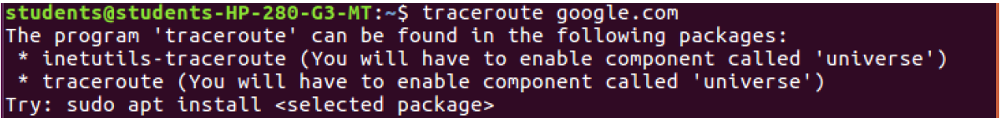 students@students-HP-280-G3-MT:~$ traceroute google.com
The program 'traceroute' can be found in the following packages:
 * inetutils-traceroute (You will have to enable component called 'universe')
 * traceroute (You will have to enable component called 'universe')
Try: sudo apt install <selected package>